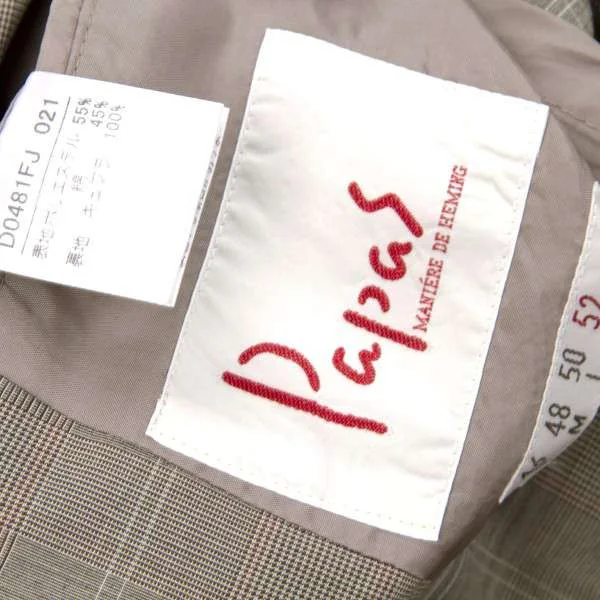 D0481FJ 021
表地 ポリエステル 55%
綿 45%
裏地 キュプラ 100%
Papas
MANIÉRE DE HEMING
48 50 52
M L